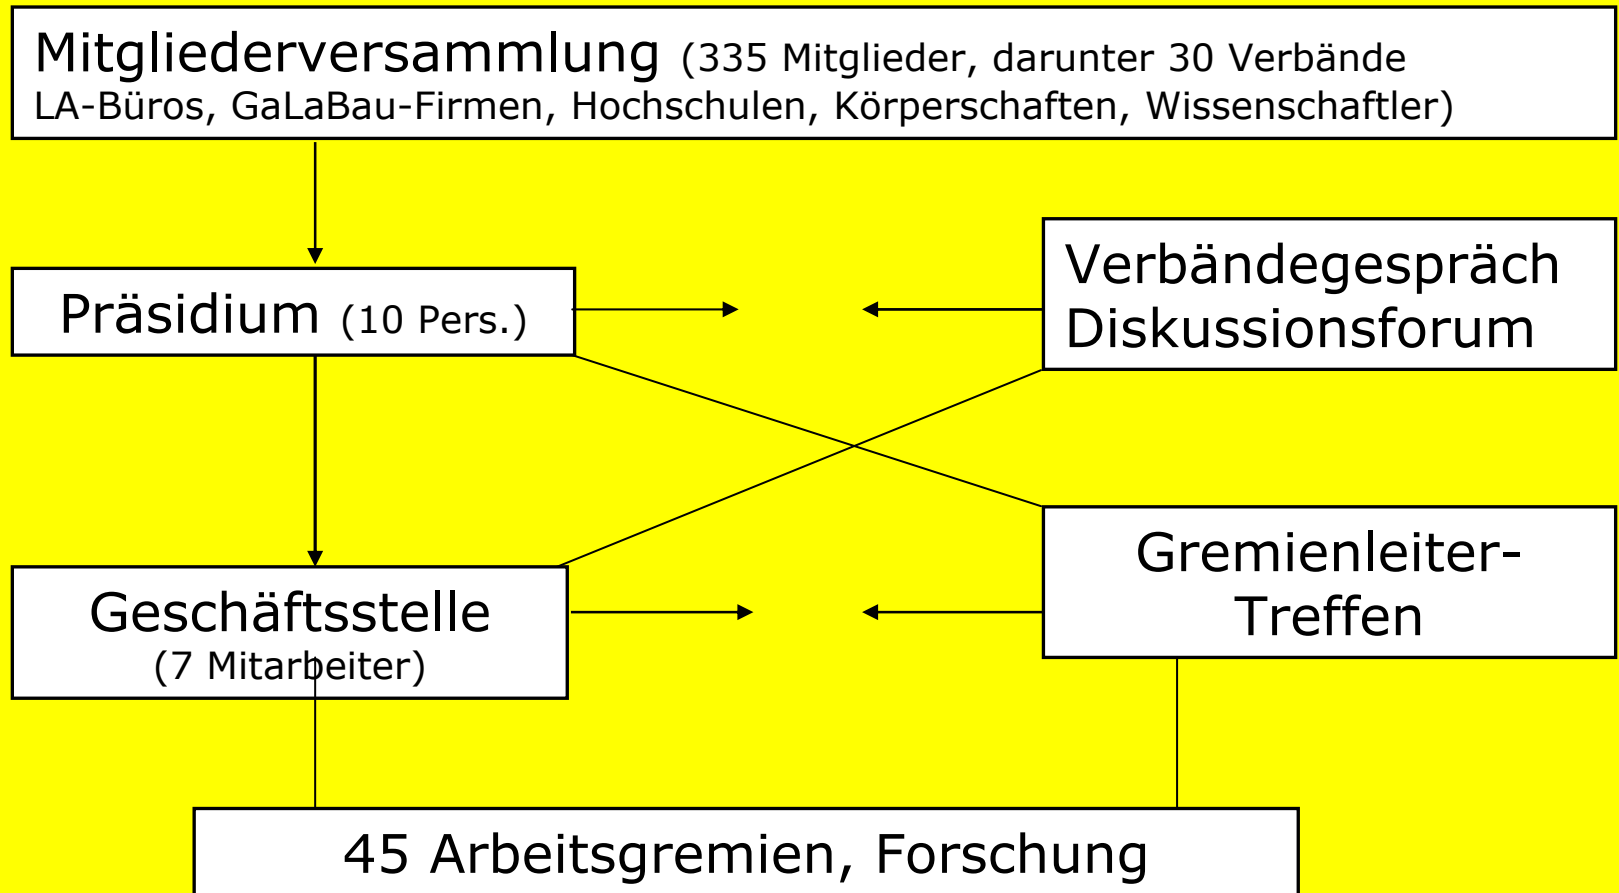 Mitgliederversammlung (335 Mitglieder, darunter 30 Verbände
LA-Büros, GaLaBau-Firmen, Hochschulen, Körperschaften, Wissenschaftler)
Präsidium (10 Pers.)
Verbändegespräch
Diskussionsforum
Geschäftsstelle
(7 Mitarbeiter)
Gremienleiter-
Treffen
45 Arbeitsgremien, Forschung